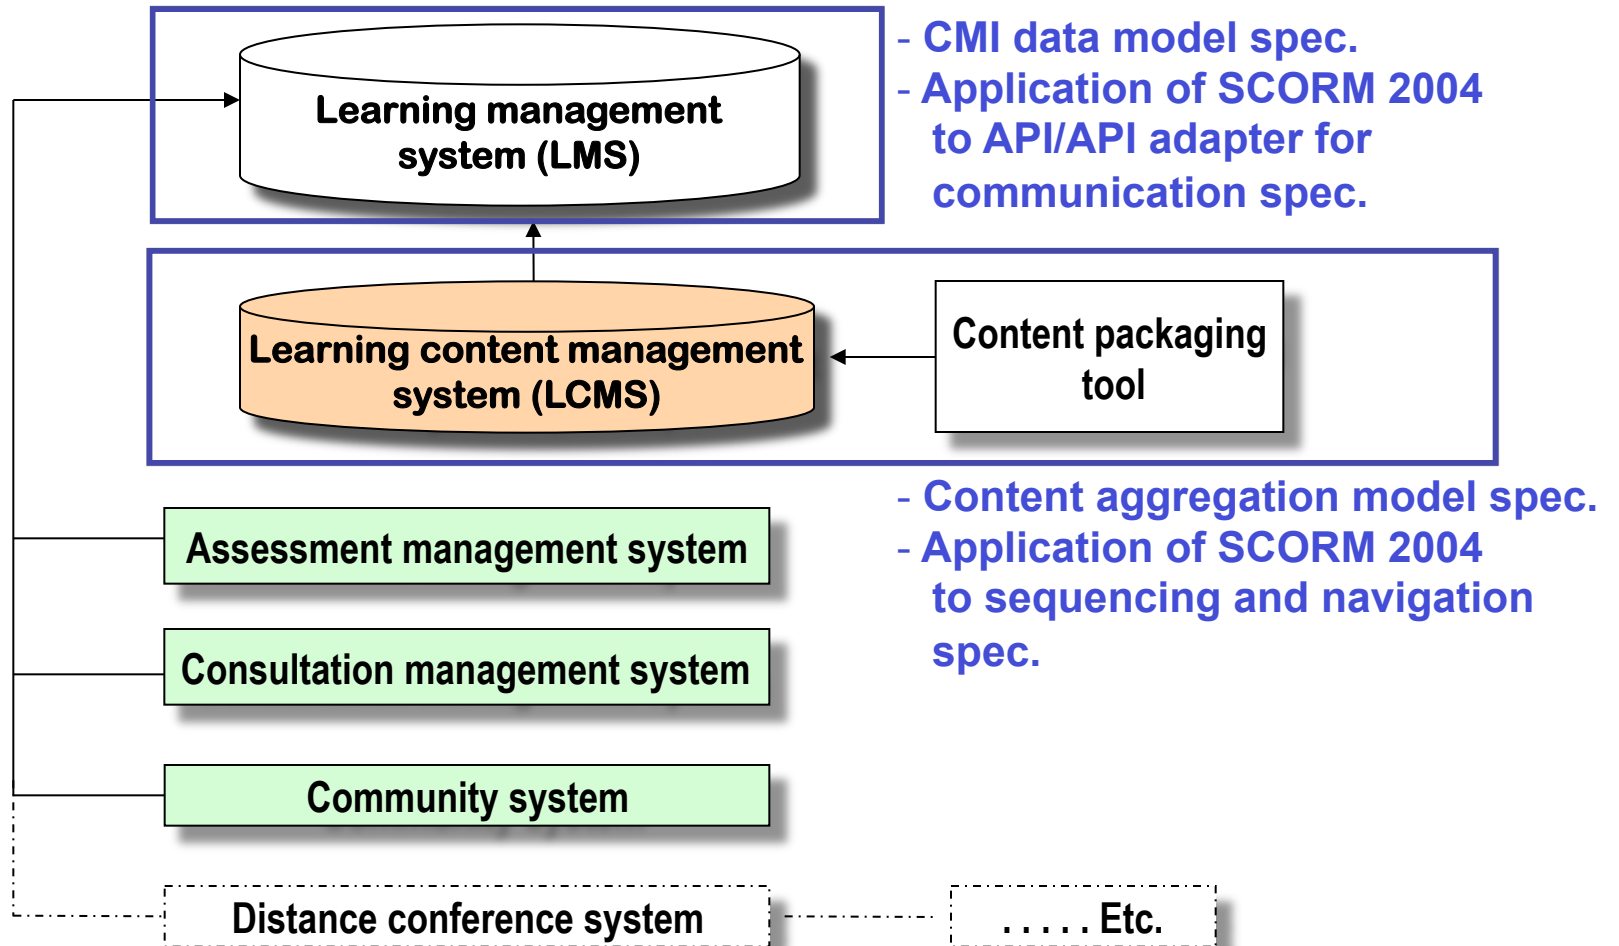 Learning management
system (LMS)
- CMI data model spec.
- Application of SCORM 2004
to API/API adapter for
communication spec.
Learning content management
system (LCMS)
Content packaging
tool
- Content aggregation model spec.
- Application of SCORM 2004
to sequencing and navigation
spec.
Assessment management system
Consultation management system
Community system
Distance conference system
. . . . . Etc.